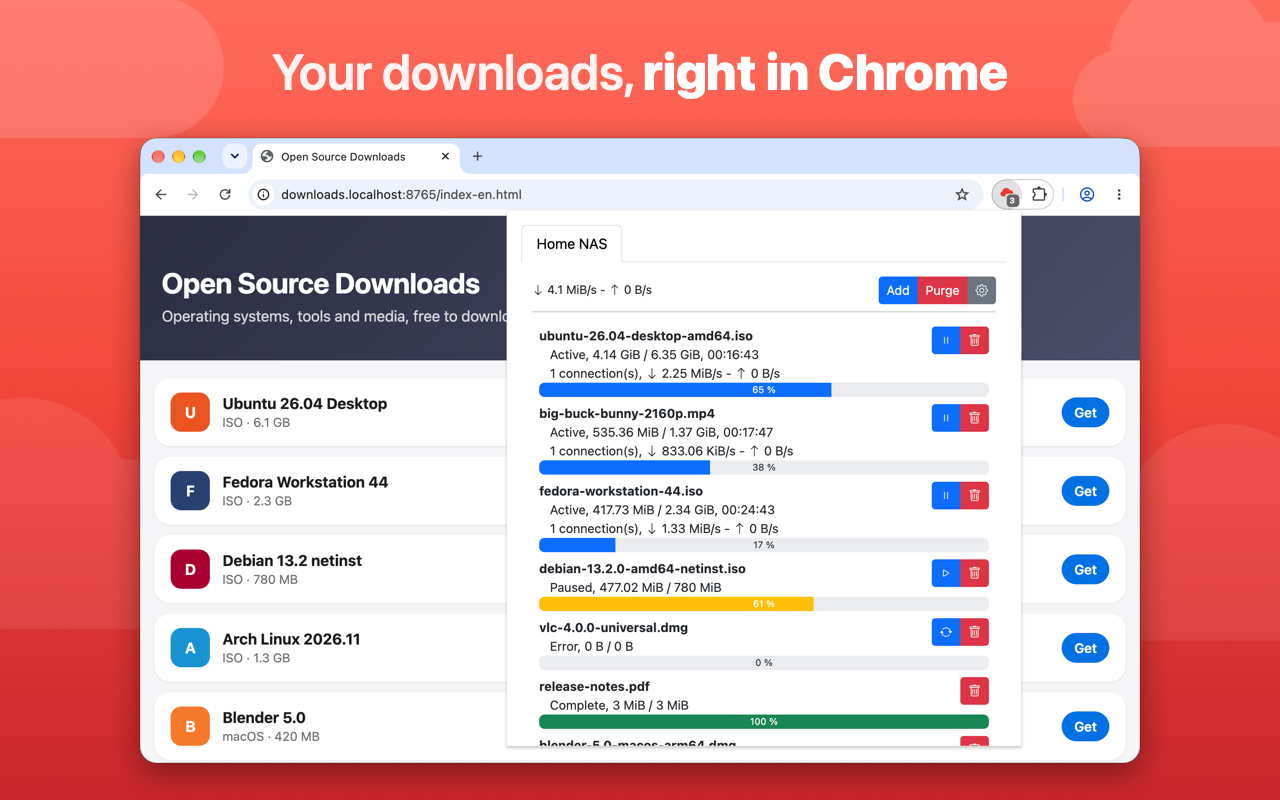 Your downloads, right in Chrome
Open Source Downloads
downloads.localhost:8765/index-en.html
3
Home NAS
↓ 4.1 MiB/s - ↑ 0 B/s
Add Purge
Open Source Downloads
Operating systems, tools and media, free to downlo
ubuntu-26.04-desktop-amd64.iso
Active, 4.14 GiB / 6.35 GiB, 00:16:43
1 connection(s), ↓ 2.25 MiB/s - ↑ 0 B/s
65 %
big-buck-bunny-2160p.mp4
Active, 535.36 MiB / 1.37 GiB, 00:17:47
1 connection(s), ↓ 833.06 KiB/s - ↑ 0 B/s
38 %
fedora-workstation-44.iso
Active, 417.73 MiB / 2.34 GiB, 00:24:43
1 connection(s), ↓ 1.33 MiB/s - ↑ 0 B/s
17 %
debian-13.2.0-amd64-netinst.iso
Paused, 477.02 MiB / 780 MiB
61 %
vlc-4.0.0-universal.dmg
Error, 0 B / 0 B
0 %
release-notes.pdf
Complete, 3 MiB / 3 MiB
100 %
blender-5.0-macos-arm64.dmg
U
Ubuntu 26.04 Desktop
ISO · 6.1 GB
Get
F
Fedora Workstation 44
ISO · 2.3 GB
Get
D
Debian 13.2 netinst
ISO · 780 MB
Get
A
Arch Linux 2026.11
ISO · 1.3 GB
Get
B
Blender 5.0
macOS · 420 MB
Get